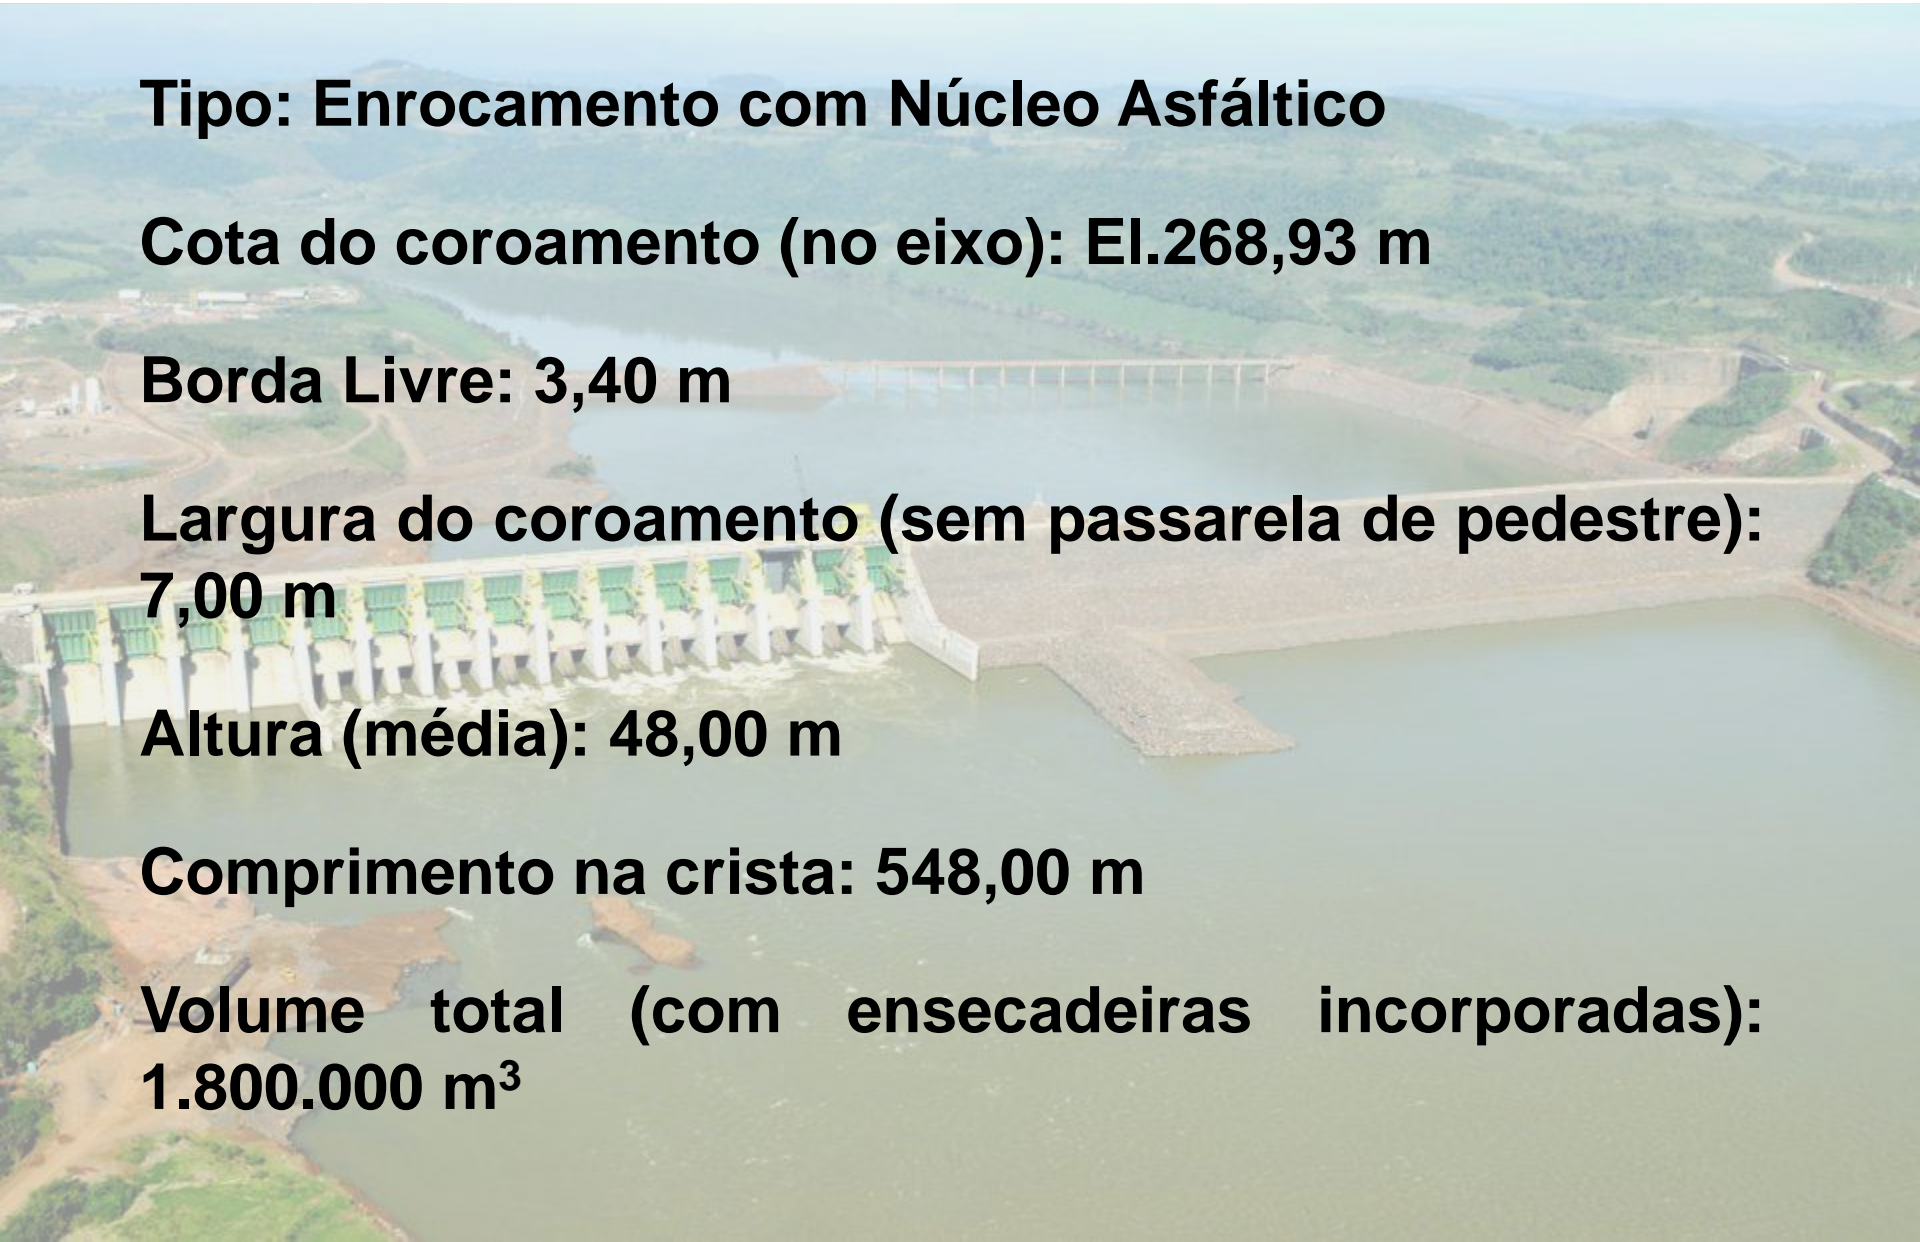 Tipo: Enrocamento com Núcleo Asfáltico
Cota do coroamento (no eixo): El.268,93 m
Borda Livre: 3,40 m
Largura do coroamento (sem passarela de pedestre):
7,00 m
Altura (média): 48,00 m
Comprimento na crista: 548,00 m
Volume total (com ensecadeiras incorporadas):
1.800.000 m³